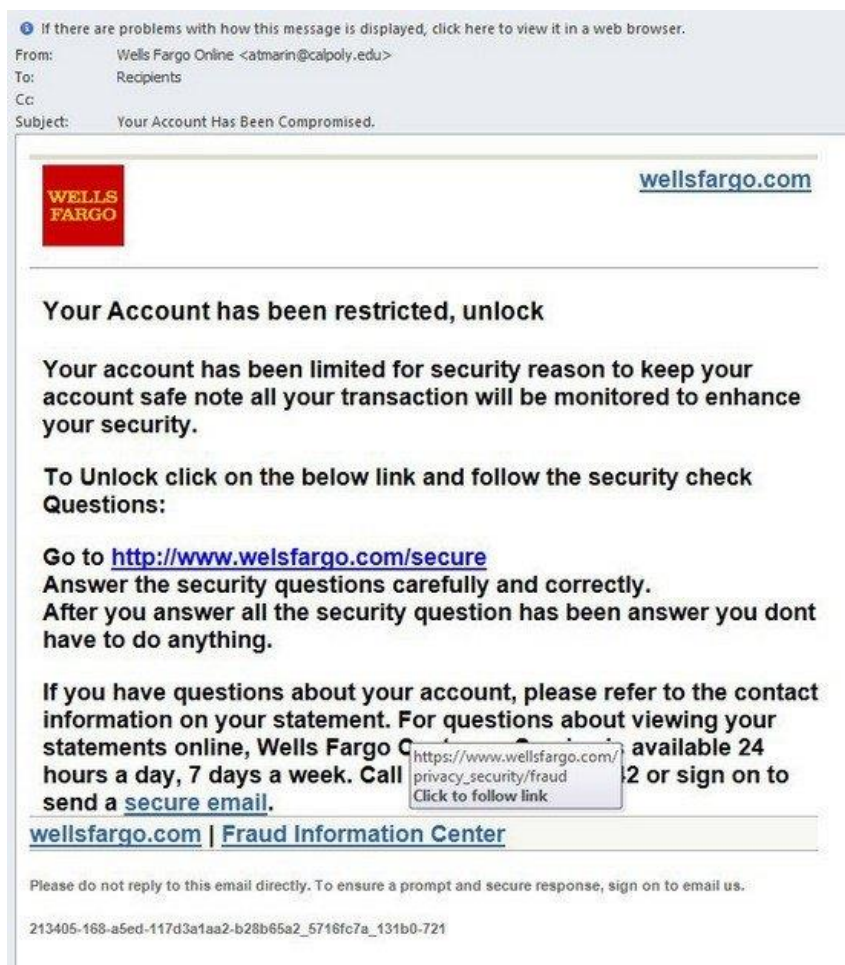 If there are problems with how this message is displayed, click here to view it in a web browser.
From: Wells Fargo Online <atmarin@calpoly.edu>
To: Recipients
Cc:
Subject: Your Account Has Been Compromised.
WELLS
FARGO
wellsfargo.com
Your Account has been restricted, unlock
Your account has been limited for security reason to keep your
account safe note all your transaction will be monitored to enhance
your security.
To Unlock click on the below link and follow the security check
Questions:
Go to http://www.welsfargo.com/secure
Answer the security questions carefully and correctly.
After you answer all the security question has been answer you dont
have to do anything.
If you have questions about your account, please refer to the contact
information on your statement. For questions about viewing your
statements online, Wells Fargo available 24
hours a day, 7 days a week. Call 2 or sign on to
send a secure email.
https://www.wellsfargo.com/
privacy_security/fraud
Click to follow link
wellsfargo.com | Fraud Information Center
Please do not reply to this email directly. To ensure a prompt and secure response, sign on to email us.
213405-168-a5ed-117d3a1aa2-b28b65a2_5716fc7a_131b0-721